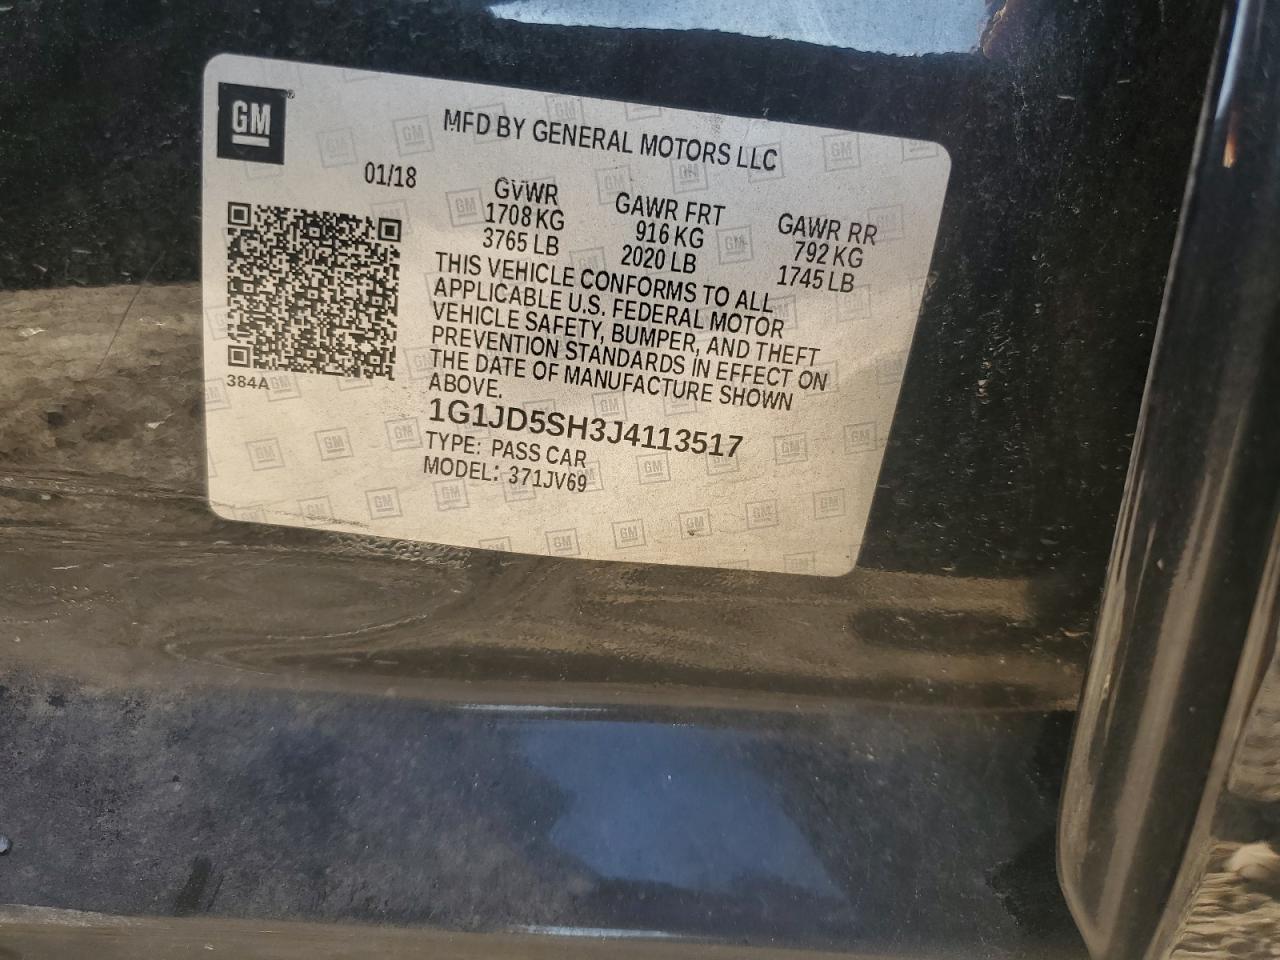 GM®
MFD BY GENERAL MOTORS LLC
01/18
GVWR GAWR FRT GAWR RR
1708 KG 916 KG 792 KG
3765 LB 2020 LB 1745 LB
THIS VEHICLE CONFORMS TO ALL
APPLICABLE U.S. FEDERAL MOTOR
VEHICLE SAFETY, BUMPER, AND THEFT
PREVENTION STANDARDS IN EFFECT ON
THE DATE OF MANUFACTURE SHOWN
ABOVE.
384A
1G1JD5SH3J4113517
TYPE: PASS CAR
MODEL: 371JV69